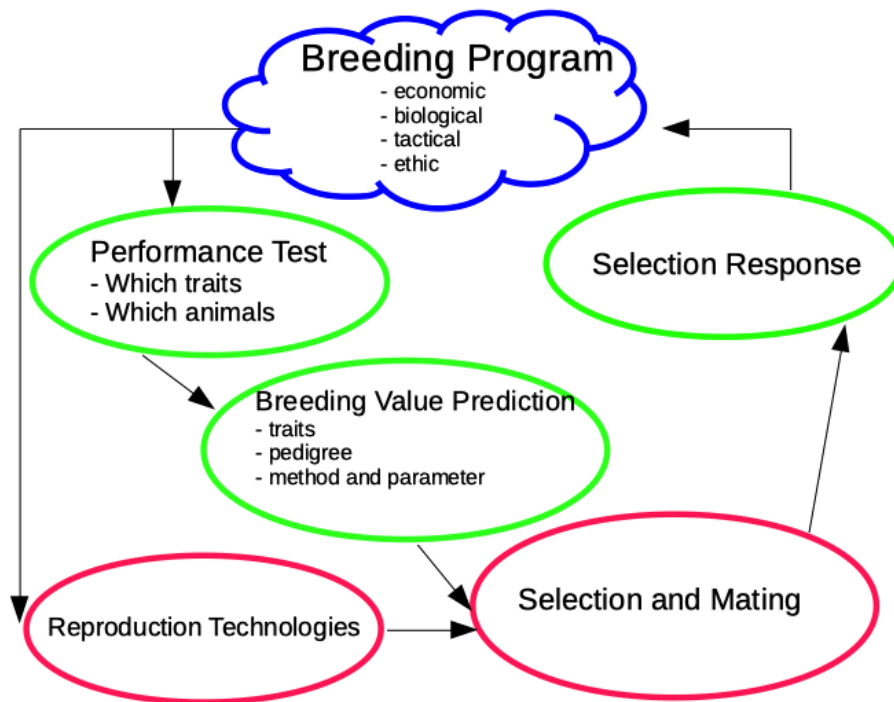 Breeding Program
- economic
- biological
- tactical
- ethic
Performance Test
- Which traits
- Which animals
Selection Response
Breeding Value Prediction
- traits
- pedigree
- method and parameter
Selection and Mating
Reproduction Technologies